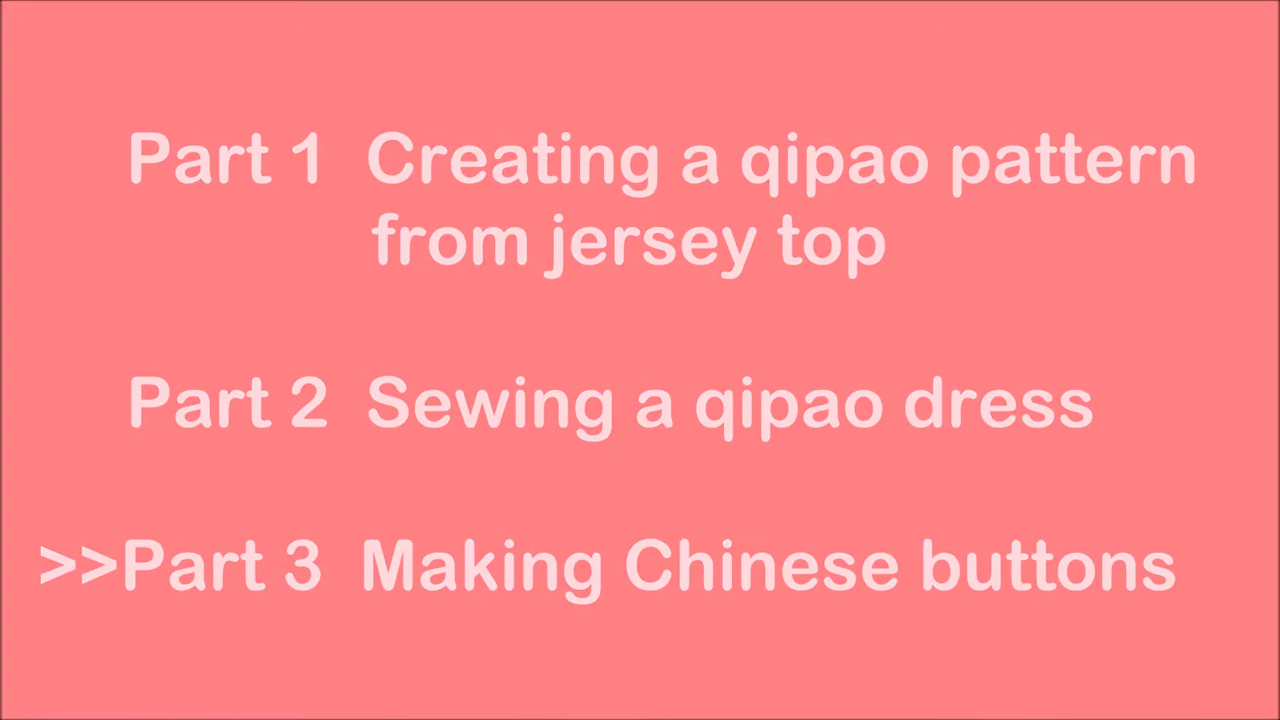 Part 1 Creating a qipao pattern
from jersey top
Part 2 Sewing a qipao dress
>>Part 3 Making Chinese buttons